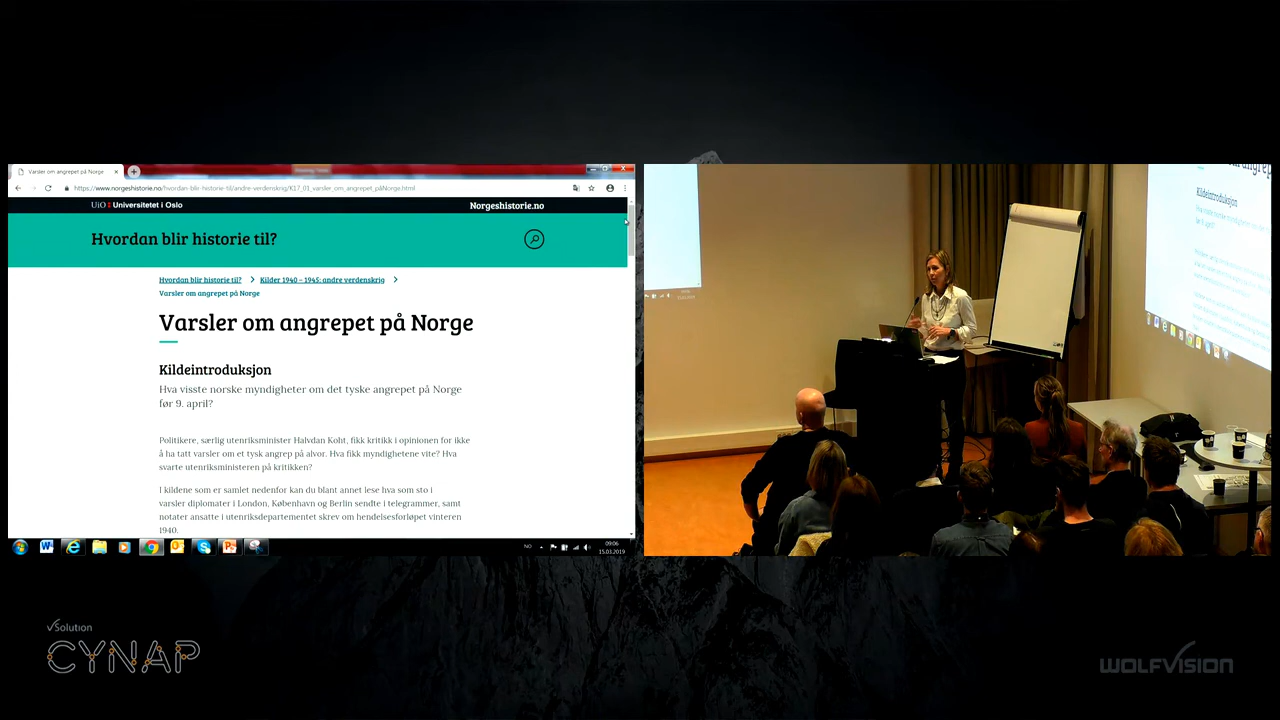 Varsler om angrepet på Norge
https://www.norgeshistorie.no/hvordan-blir-historie-til/andre-verdenskrig/K17_01_varsler_om_angrepet_påNorge.html
UiO Universitetet i Oslo
Norgeshistorie.no
Hvordan blir historie til?
Hvordan blir historie til? > Kilder 1940 – 1945: andre verdenskrig >
Varsler om angrepet på Norge
Varsler om angrepet på Norge
Kildeintroduksjon
Hva visste norske myndigheter om det tyske angrepet på Norge
før 9. april?
Politikere, særlig utenriksminister Halvdan Koht, fikk kritikk i opinionen for ikke
å ha tatt varsler om et tysk angrep på alvor. Hva fikk myndighetene vite? Hva
svarte utenriksministeren på kritikken?
I kildene som er samlet nedenfor kan du blant annet lese hva som sto i
varsler diplomater i London, København og Berlin sendte i telegrammer, samt
notater ansatte i utenriksdepartementet skrev om hendelsesforløpet vinteren
1940.
NO
09:06
15.03.2019
Kildeintroduksjon
vSolution
CYNAP
WOLFVISION